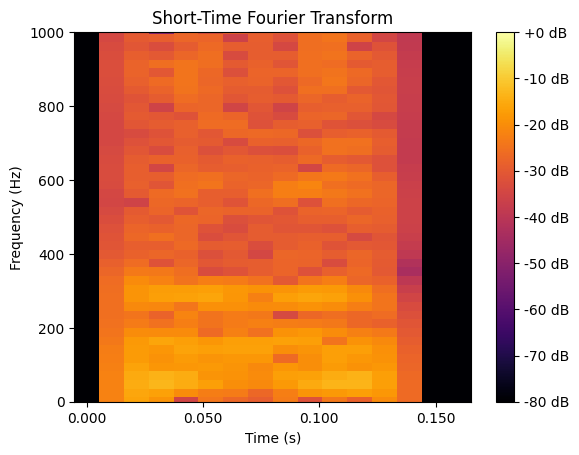 Short-Time Fourier Transform
1000
800
600
400
200
0
Frequency (Hz)
0.000
0.050
0.100
0.150
Time (s)
+0 dB
-10 dB
-20 dB
-30 dB
-40 dB
-50 dB
-60 dB
-70 dB
-80 dB